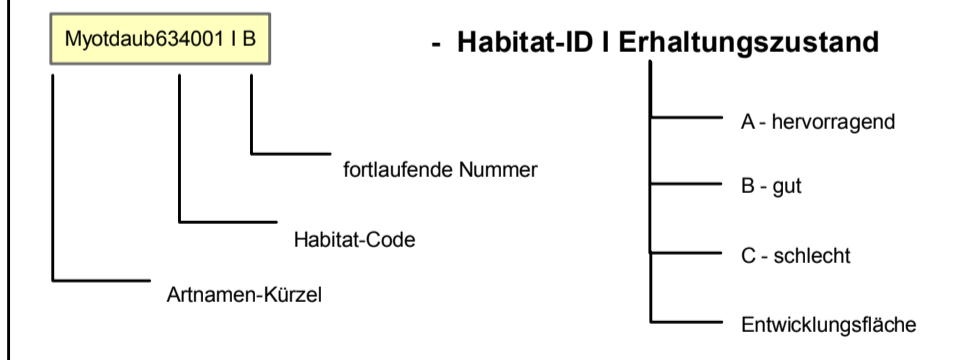 Myotdaub634001 I B
- Habitat-ID I Erhaltungszustand
A - hervorragend
fortlaufende Nummer
B - gut
Habitat-Code
C - schlecht
Artnamen-Kürzel
Entwicklungsfläche